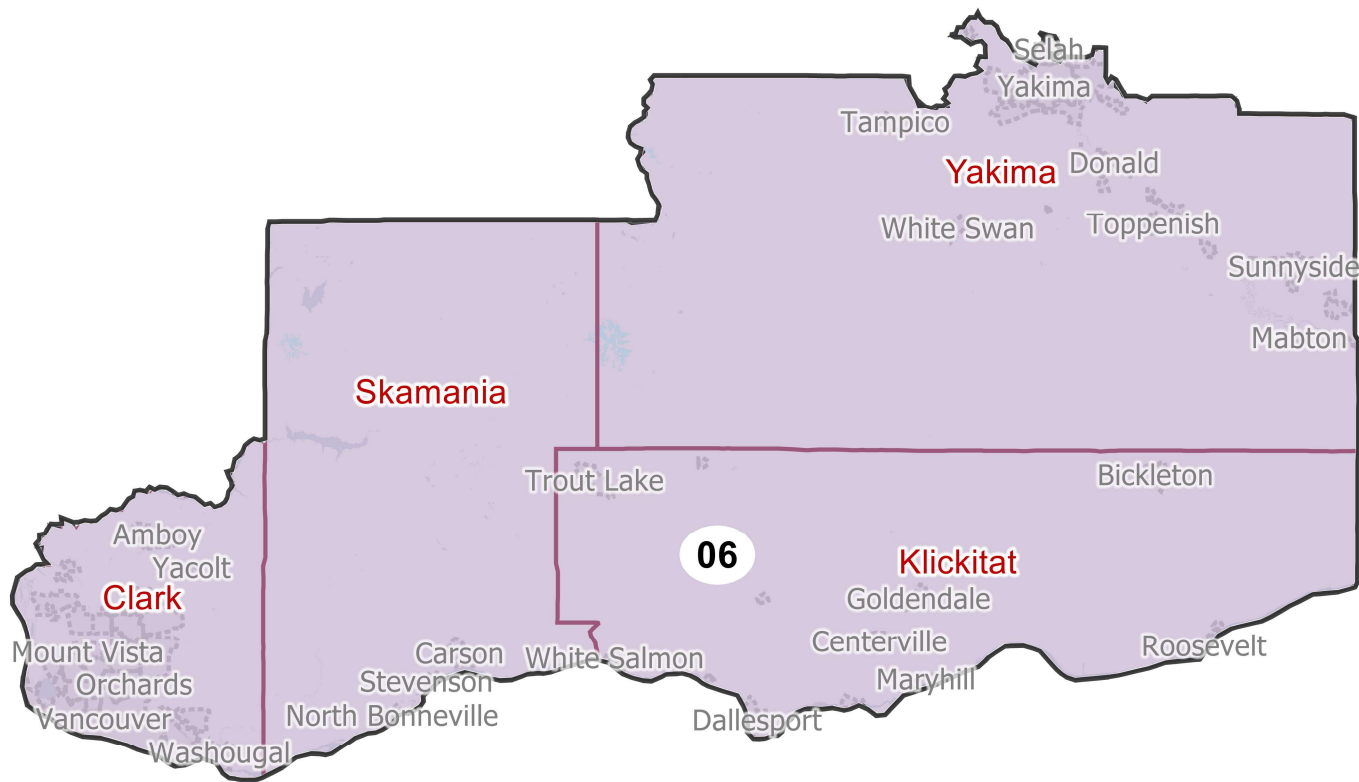 Selah
Yakima
Tampico
Yakima
Donald
White Swan
Toppenish
Sunnyside
Mabton
Skamania
Trout Lake
Bickleton
Amboy
Yacolt
Clark
06
Klickitat
Goldendale
Centerville
Roosevelt
Mount Vista
Carson
White Salmon
Maryhill
Orchards
Stevenson
Vancouver
North Bonneville
Dallesport
Washougal